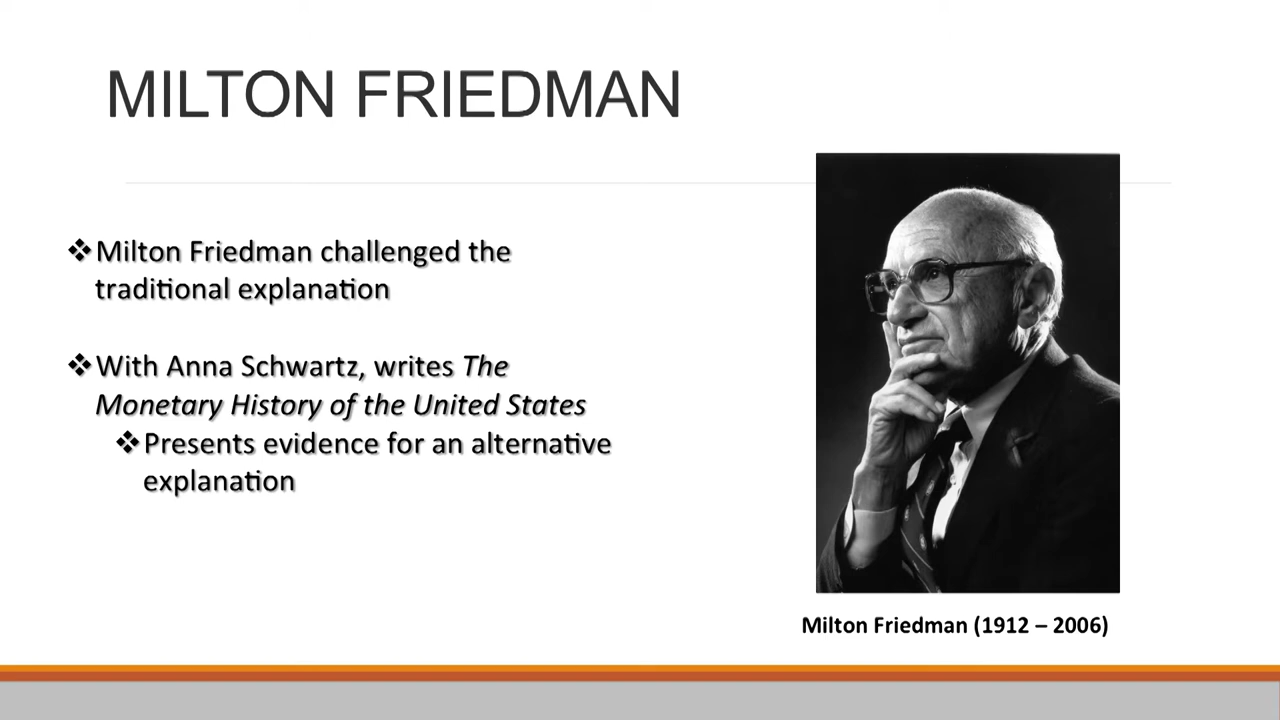 MILTON FRIEDMAN
❖Milton Friedman challenged the
traditional explanation
❖With Anna Schwartz, writes The
Monetary History of the United States
❖Presents evidence for an alternative
explanation
Milton Friedman (1912 – 2006)